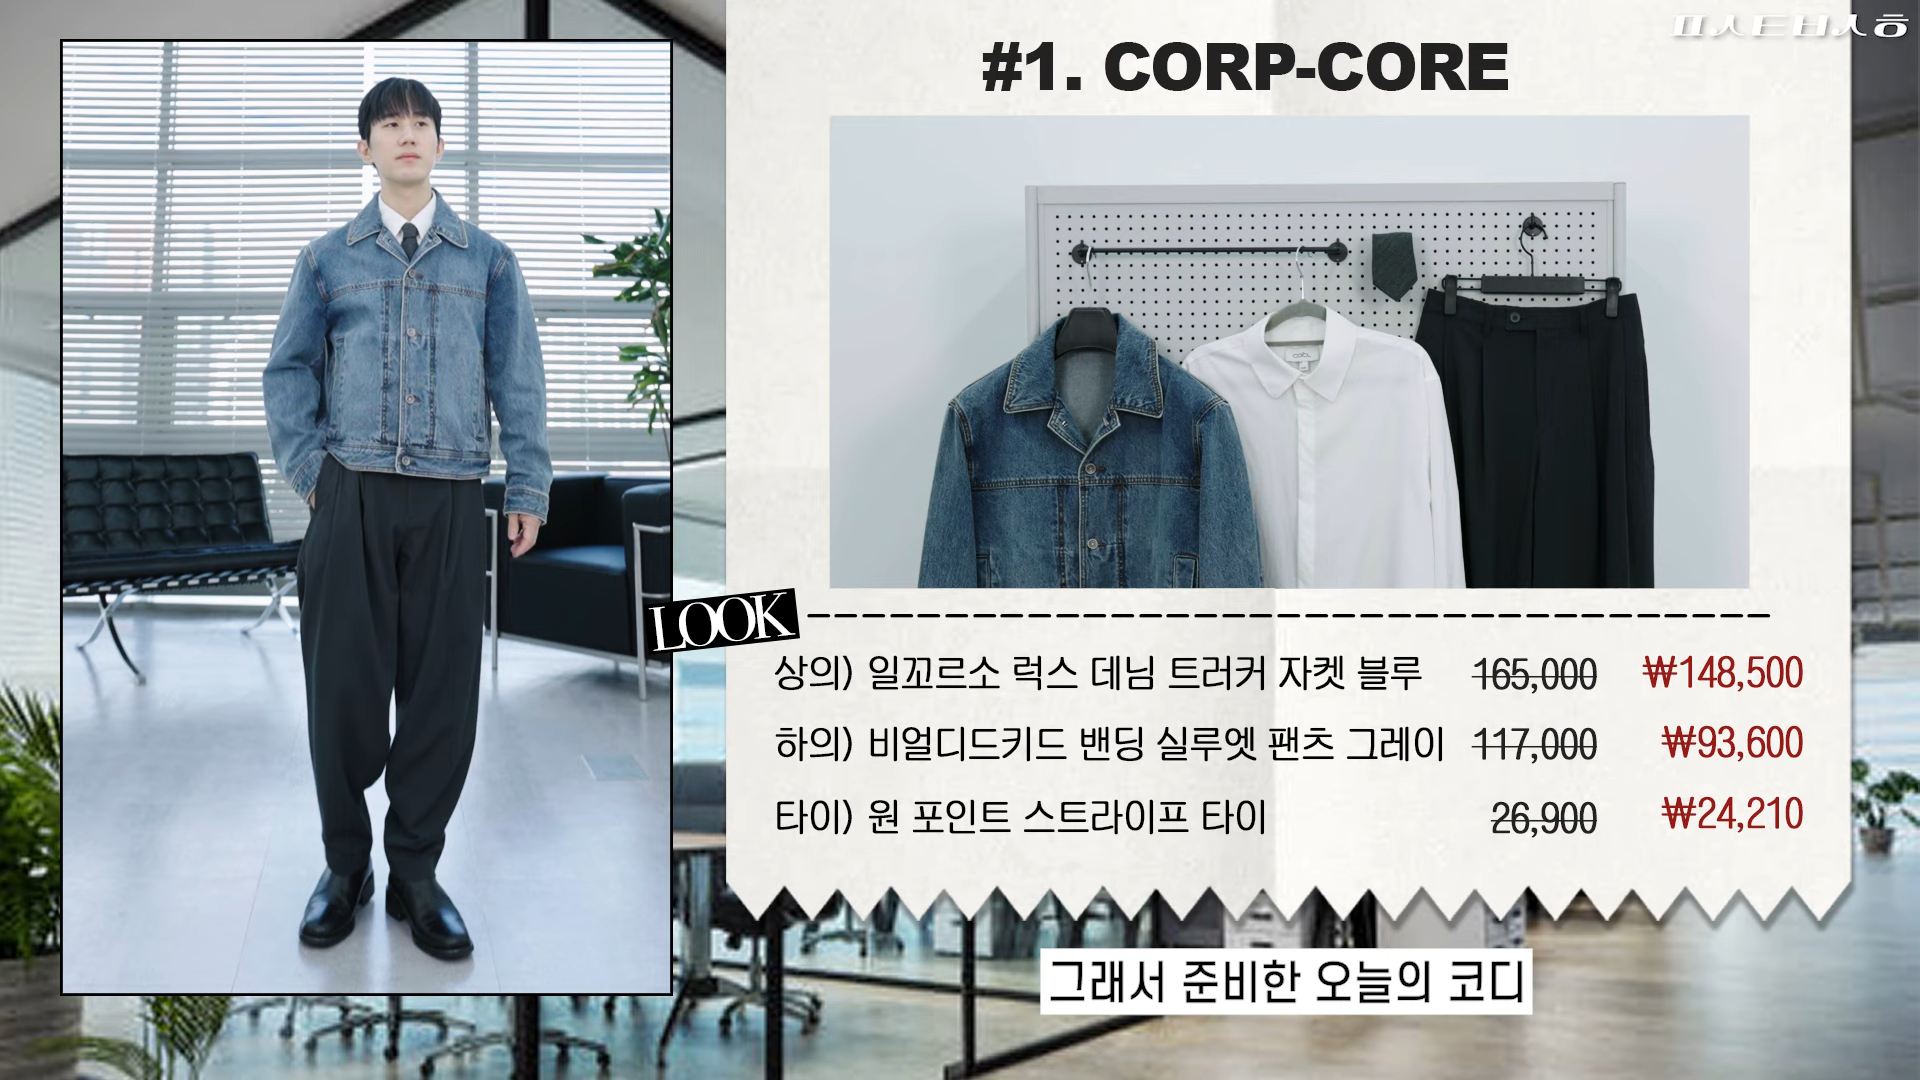 ㅍㅅㅌㅂㅅㅎ
#1. CORP-CORE
LOOK
상의) 일꼬르소 럭스 데님 트러커 자켓 블루 165,000 ₩148,500
하의) 비얼디드키드 밴딩 실루엣 팬츠 그레이 117,000 ₩93,600
타이) 원 포인트 스트라이프 타이 26,900 ₩24,210
그래서 준비한 오늘의 코디